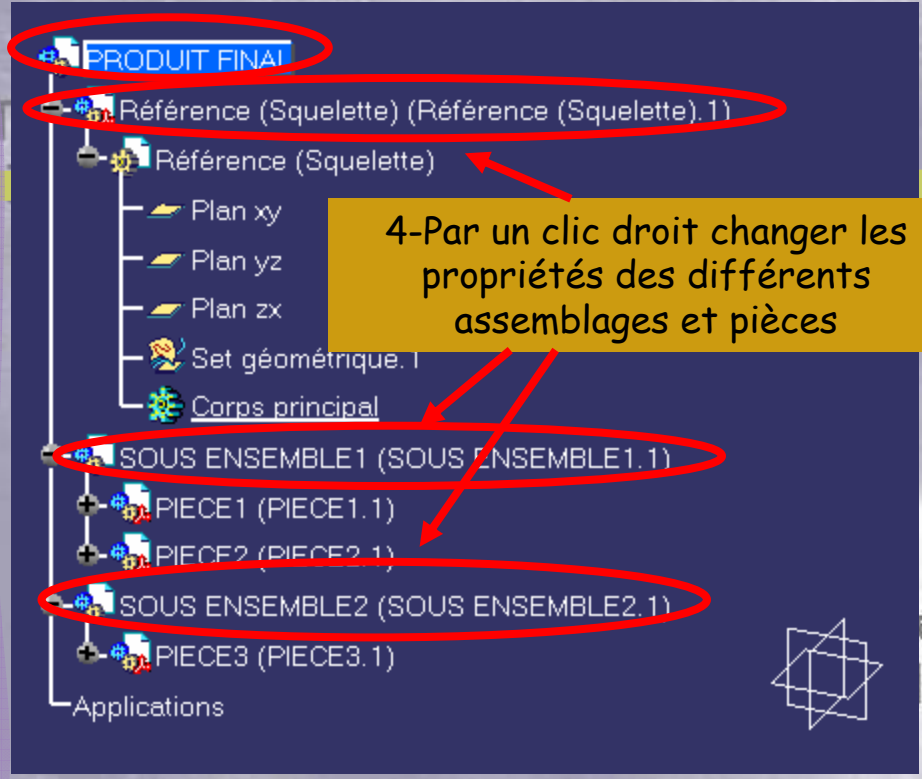 PRODUIT FINAL
Référence (Squelette) (Référence (Squelette).1)
Référence (Squelette)
Plan xy
Plan yz
Plan zx
Set géométrique.1
Corps principal
4-Par un clic droit changer les
propriétés des différents
assemblages et pièces
SOUS ENSEMBLE1 (SOUS ENSEMBLE1.1)
PIECE1 (PIECE1.1)
PIECE2 (PIECE2.1)
SOUS ENSEMBLE2 (SOUS ENSEMBLE2.1)
PIECE3 (PIECE3.1)
Applications